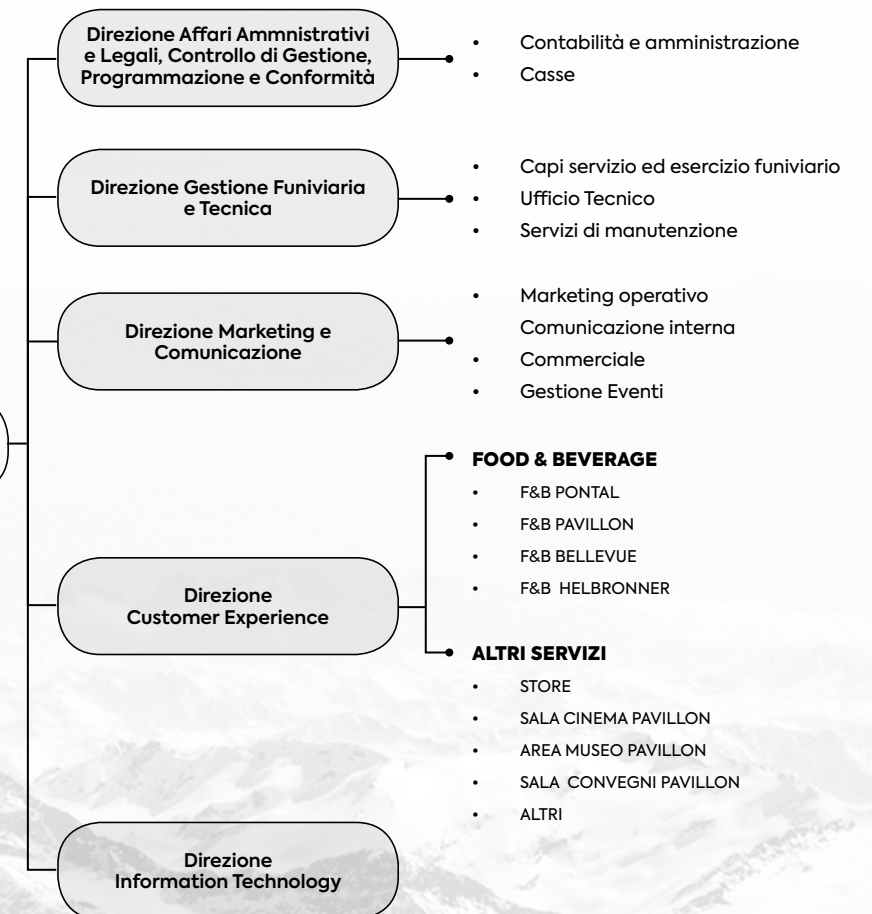 Direzione Affari Ammnistrativi
e Legali, Controllo di Gestione,
Programmazione e Conformità
• Contabilità e amministrazione
• Casse
Direzione Gestione Funiviaria
e Tecnica
• Capi servizio ed esercizio funiviario
• Ufficio Tecnico
• Servizi di manutenzione
Direzione Marketing e
Comunicazione
• Marketing operativo
Comunicazione interna
• Commerciale
• Gestione Eventi
Direzione
Customer Experience
FOOD & BEVERAGE
• F&B PONTAL
• F&B PAVILLON
• F&B BELLEVUE
• F&B HELBRONNER
ALTRI SERVIZI
• STORE
• SALA CINEMA PAVILLON
• AREA MUSEO PAVILLON
• SALA CONVEGNI PAVILLON
• ALTRI
Direzione
Information Technology